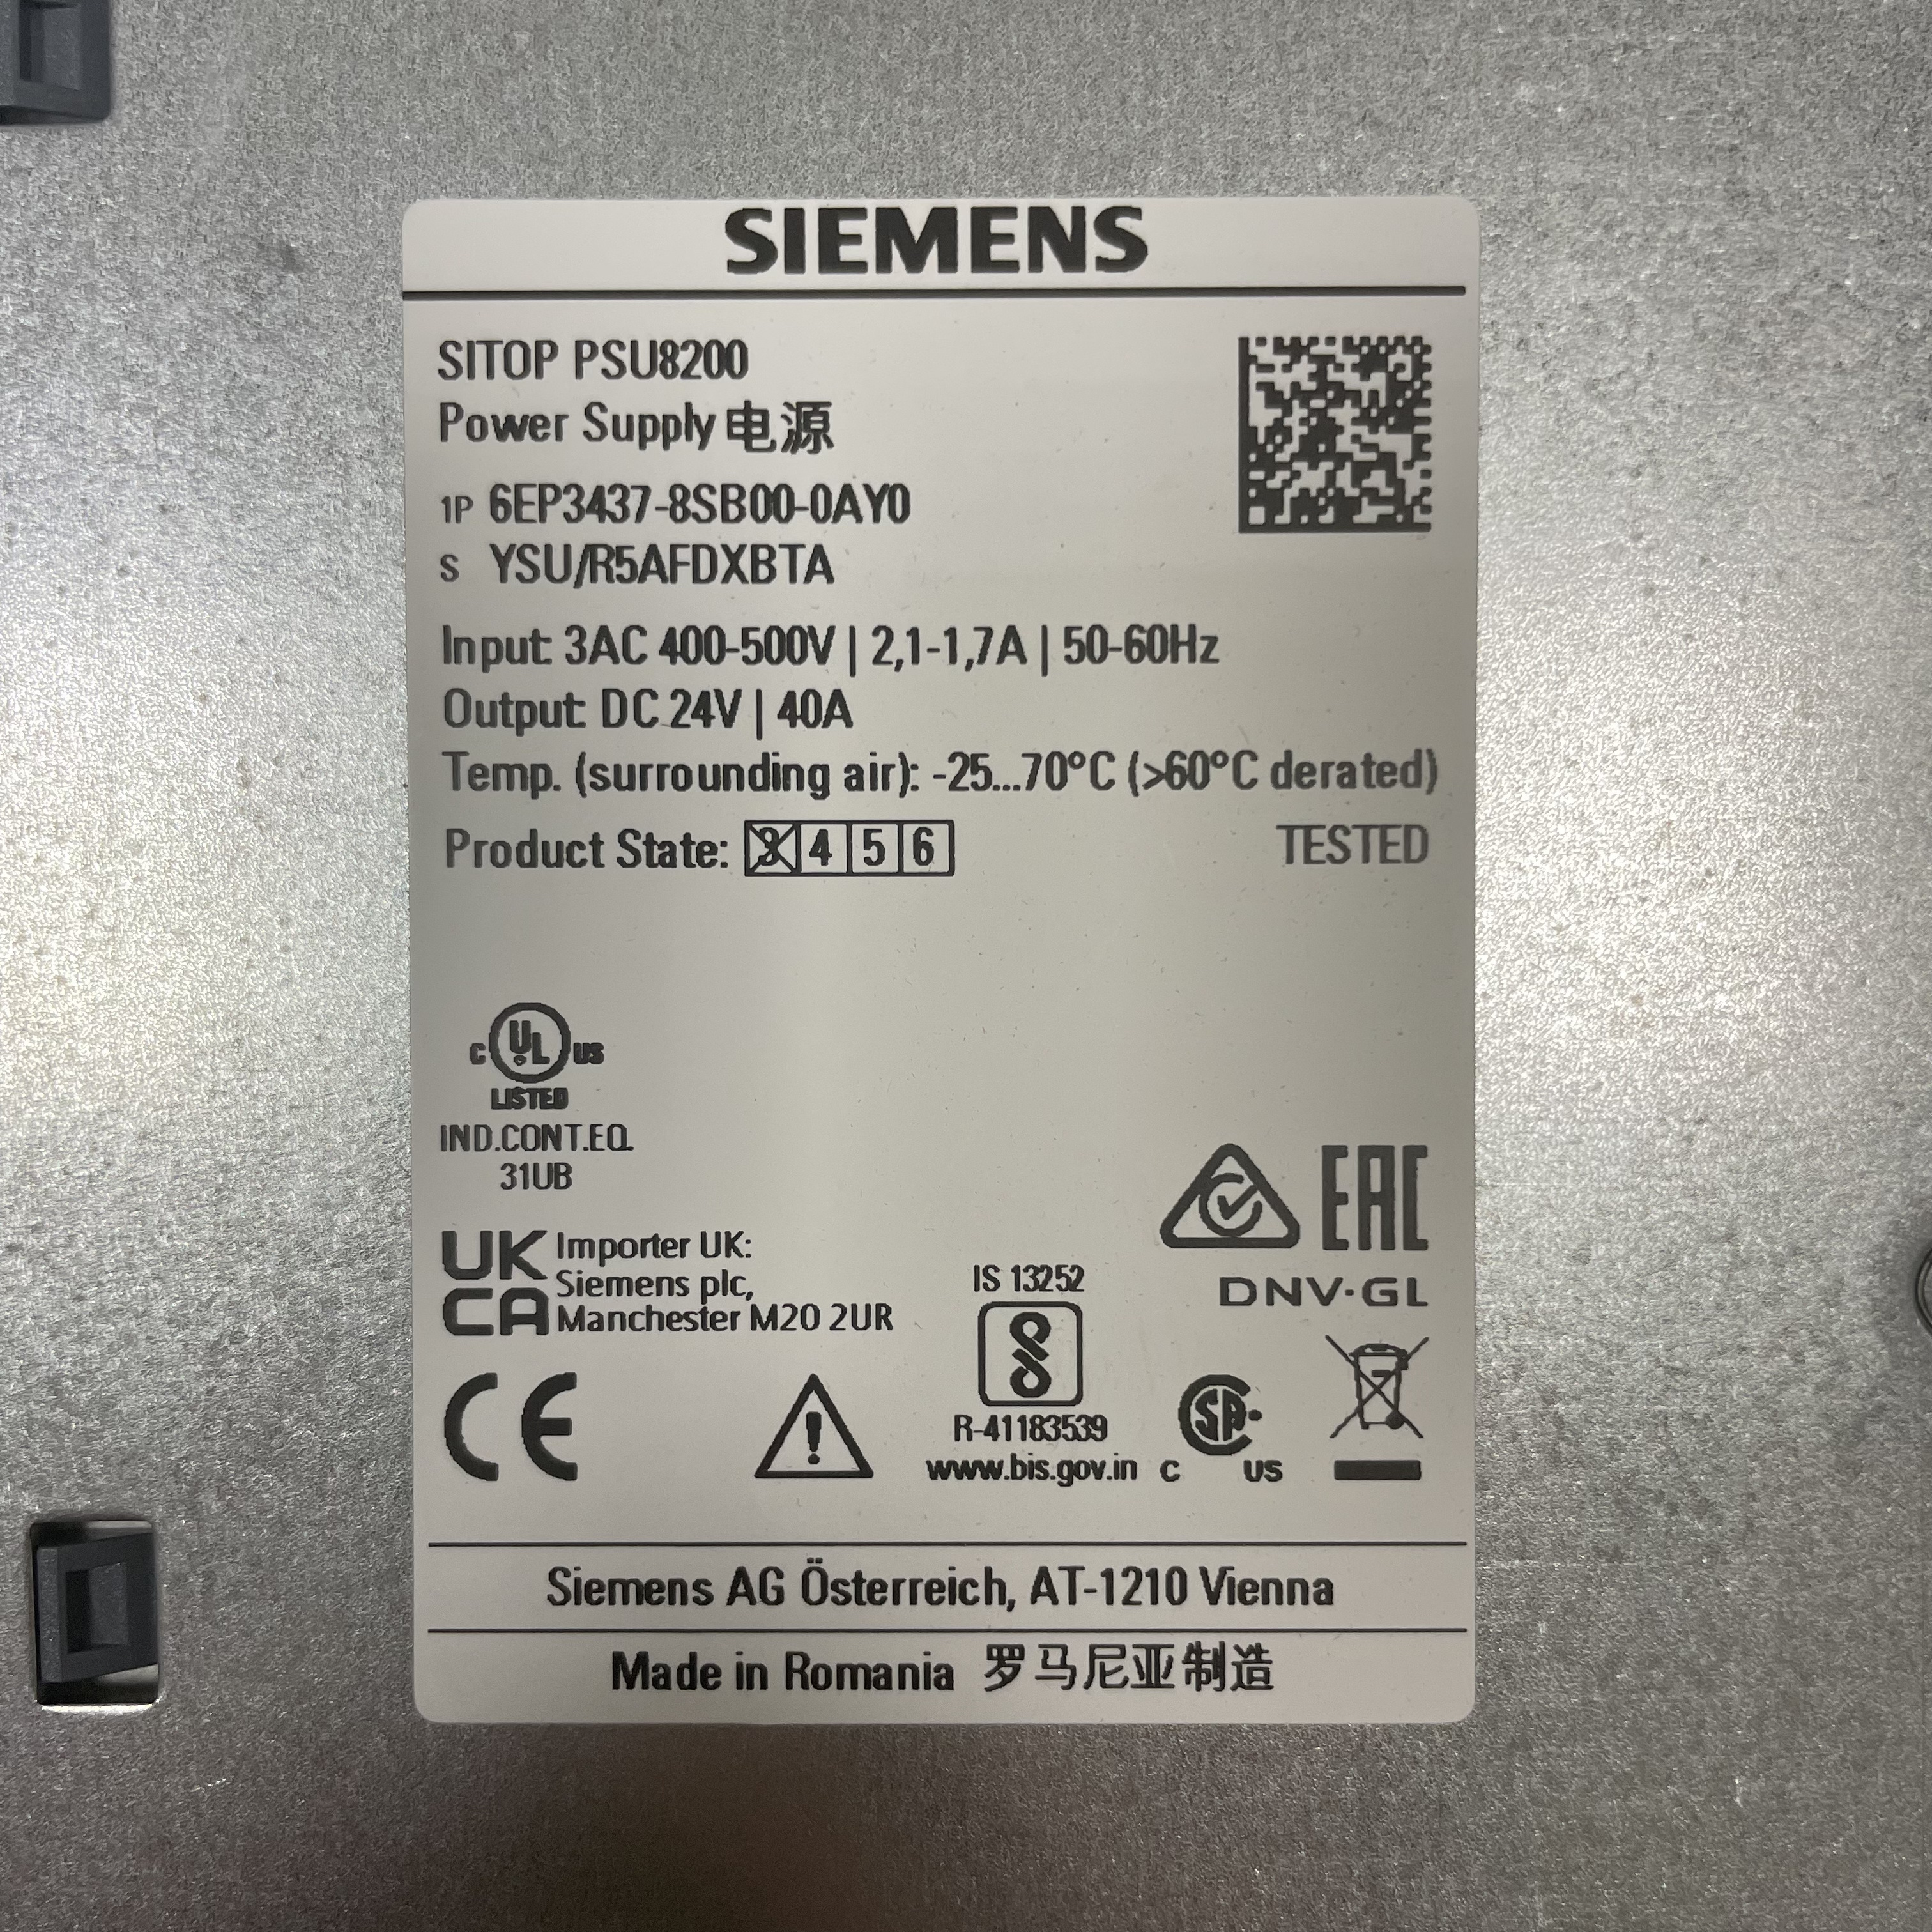 SIEMENS
SITOP PSU8200
Power Supply 电源
1P 6EP3437-8SB00-0AY0
S YSU/R5AFDXBTA
Input: 3AC 400-500V | 2,1-1,7A | 50-60Hz
Output: DC 24V | 40A
Temp. (surrounding air): -25...70°C (>60°C derated)
Product State: 3 4 5 6 TESTED
C UL US
LISTED
IND.CONT.EQ.
31UB
EAC
DNV·GL
UK CA
Importer UK:
Siemens plc,
Manchester M20 2UR
IS 13252
R-41183539
www.bis.gov.in
CE
C SP US
Siemens AG Österreich, AT-1210 Vienna
Made in Romania 罗马尼亚制造